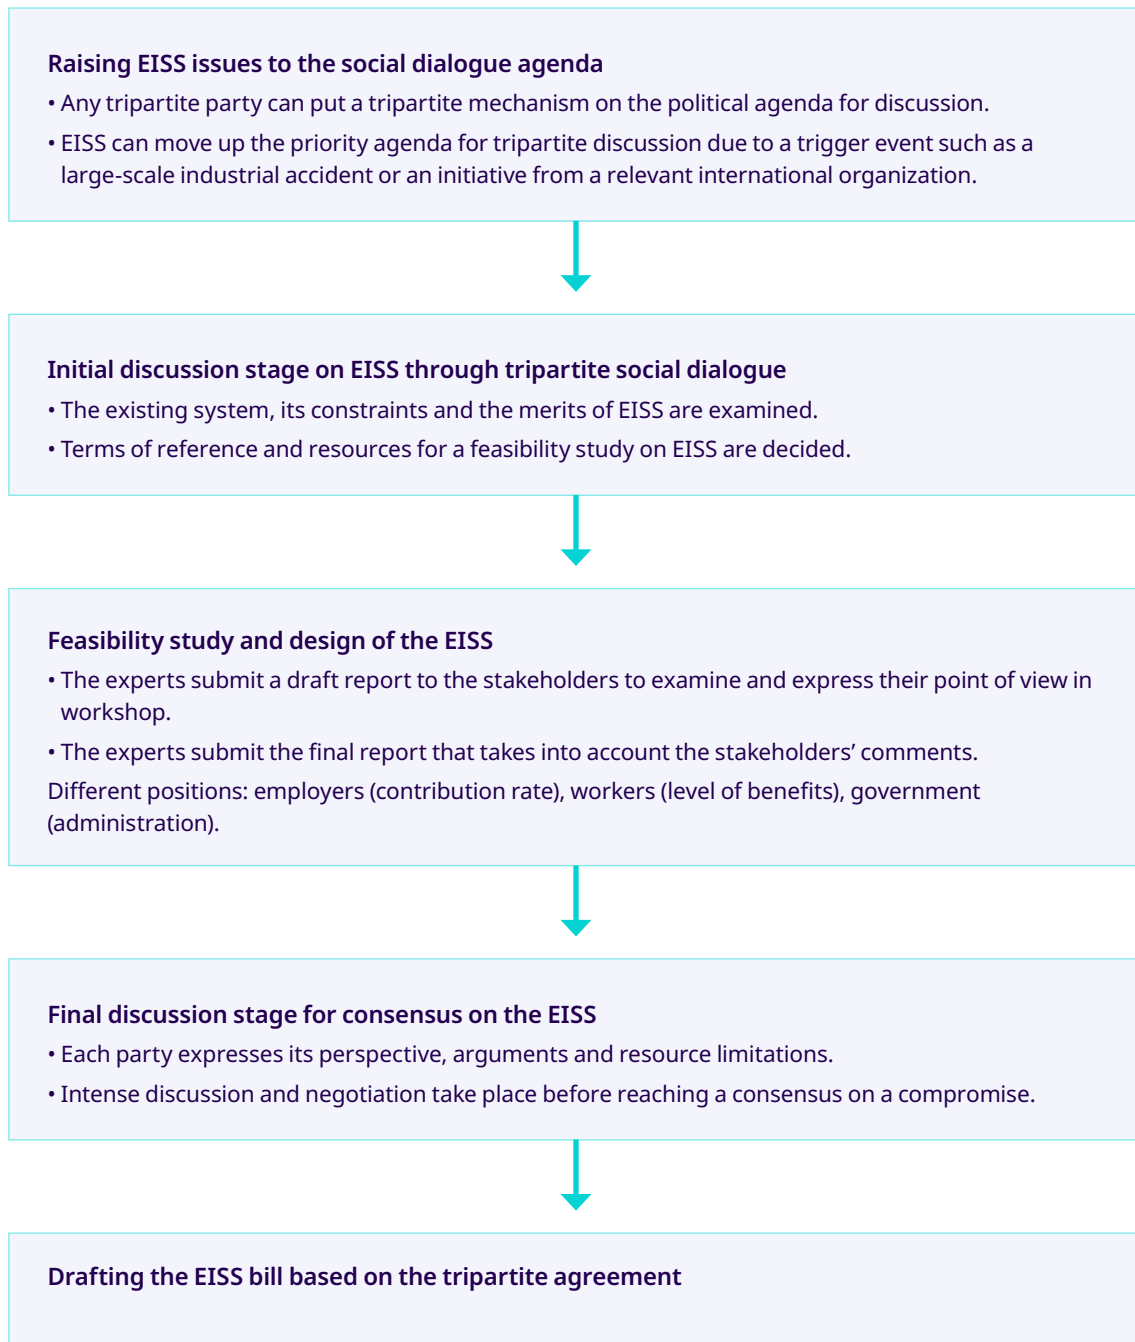 Raising EISS issues to the social dialogue agenda
• Any tripartite party can put a tripartite mechanism on the political agenda for discussion.
• EISS can move up the priority agenda for tripartite discussion due to a trigger event such as a
large-scale industrial accident or an initiative from a relevant international organization.
Initial discussion stage on EISS through tripartite social dialogue
• The existing system, its constraints and the merits of EISS are examined.
• Terms of reference and resources for a feasibility study on EISS are decided.
Feasibility study and design of the EISS
• The experts submit a draft report to the stakeholders to examine and express their point of view in
workshop.
• The experts submit the final report that takes into account the stakeholders’ comments.
Different positions: employers (contribution rate), workers (level of benefits), government
(administration).
Final discussion stage for consensus on the EISS
• Each party expresses its perspective, arguments and resource limitations.
• Intense discussion and negotiation take place before reaching a consensus on a compromise.
Drafting the EISS bill based on the tripartite agreement